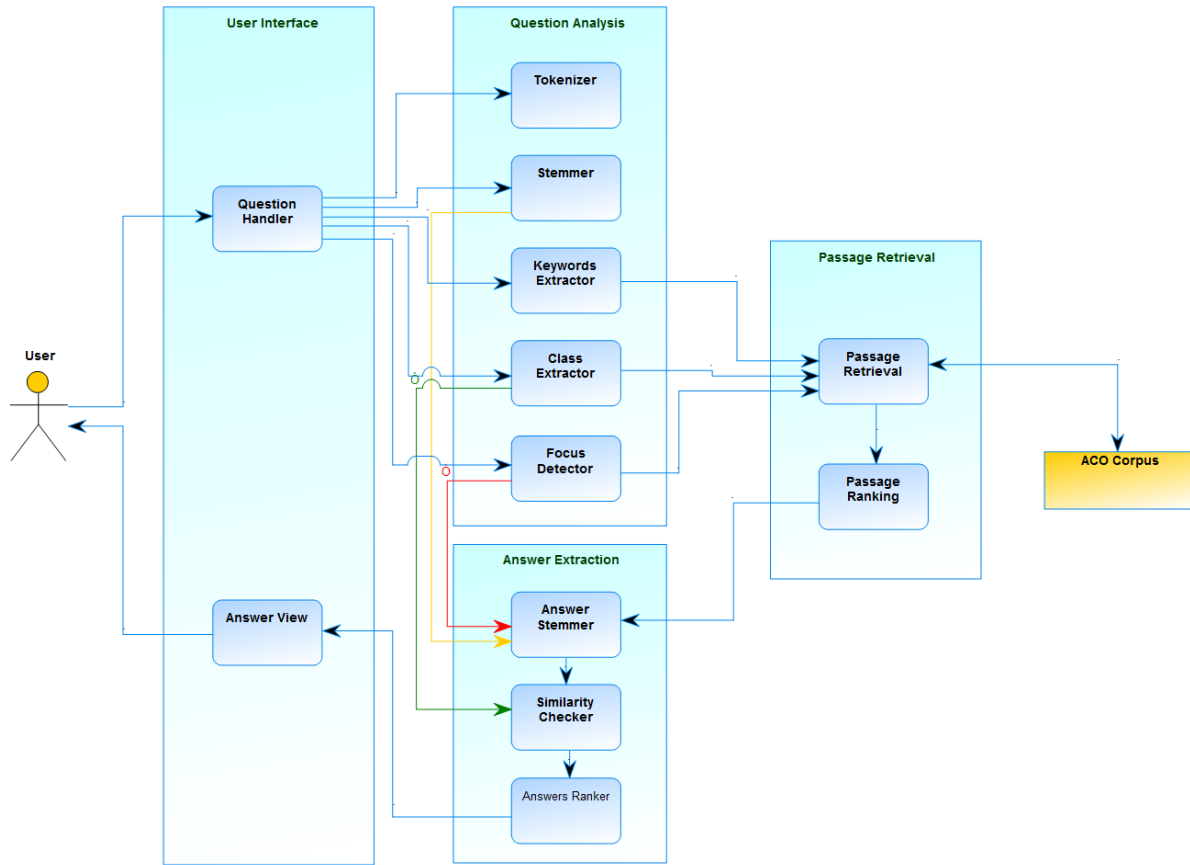 User Interface
Question Analysis
Tokenizer
Stemmer
Question
Handler
Keywords
Extractor
Passage Retrieval
Passage
Retrieval
User
Class
Extractor
Ò
Focus
Detector
Ò
ACO Corpus
Passage
Ranking
Answer Extraction
Answer
Stemmer
Answer View
Similarity
Checker
Answers Ranker